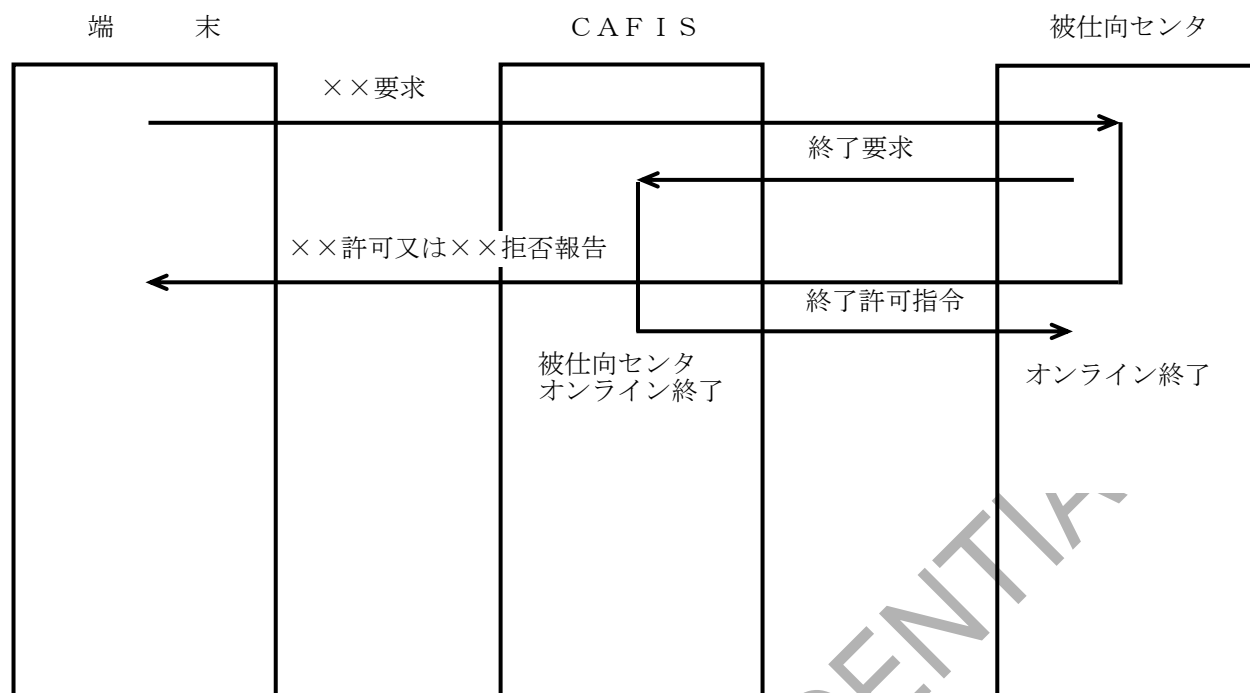 端　　末
ＣＡＦＩＳ
被仕向センタ
××要求
終了要求
××許可又は××拒否報告
終了許可指令
被仕向センタ
オンライン終了
オンライン終了
ENTIA